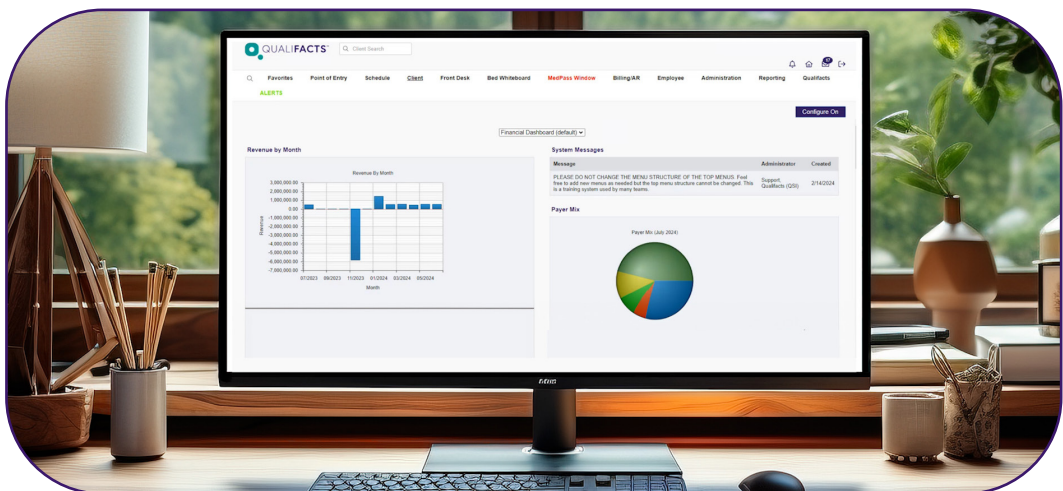 QUALIFACTS
Client Search
Favorites Point of Entry Schedule Client Front Desk Bed Whiteboard MedPass Window Billing/AR Employee Administration Reporting Qualifacts
ALERTS
Configure On
Financial Dashboard (default)
Revenue by Month
Revenue By Month
3,000,000.00
2,000,000.00
1,000,000.00
0.00
-1,000,000.00
-2,000,000.00
-3,000,000.00
-4,000,000.00
-5,000,000.00
-6,000,000.00
-7,000,000.00
Revenue
07/2023 09/2023 11/2023 01/2024 03/2024 05/2024
Month
System Messages
Message Administrator Created
PLEASE DO NOT CHANGE THE MENU STRUCTURE OF THE TOP MENUS. Feel
free to add new menus as needed but the top menu structure cannot be changed. This
is a training system used by many teams.
Support,
Qualifacts (QSI)
2/14/2024
Payer Mix
Payer Mix (July 2024)